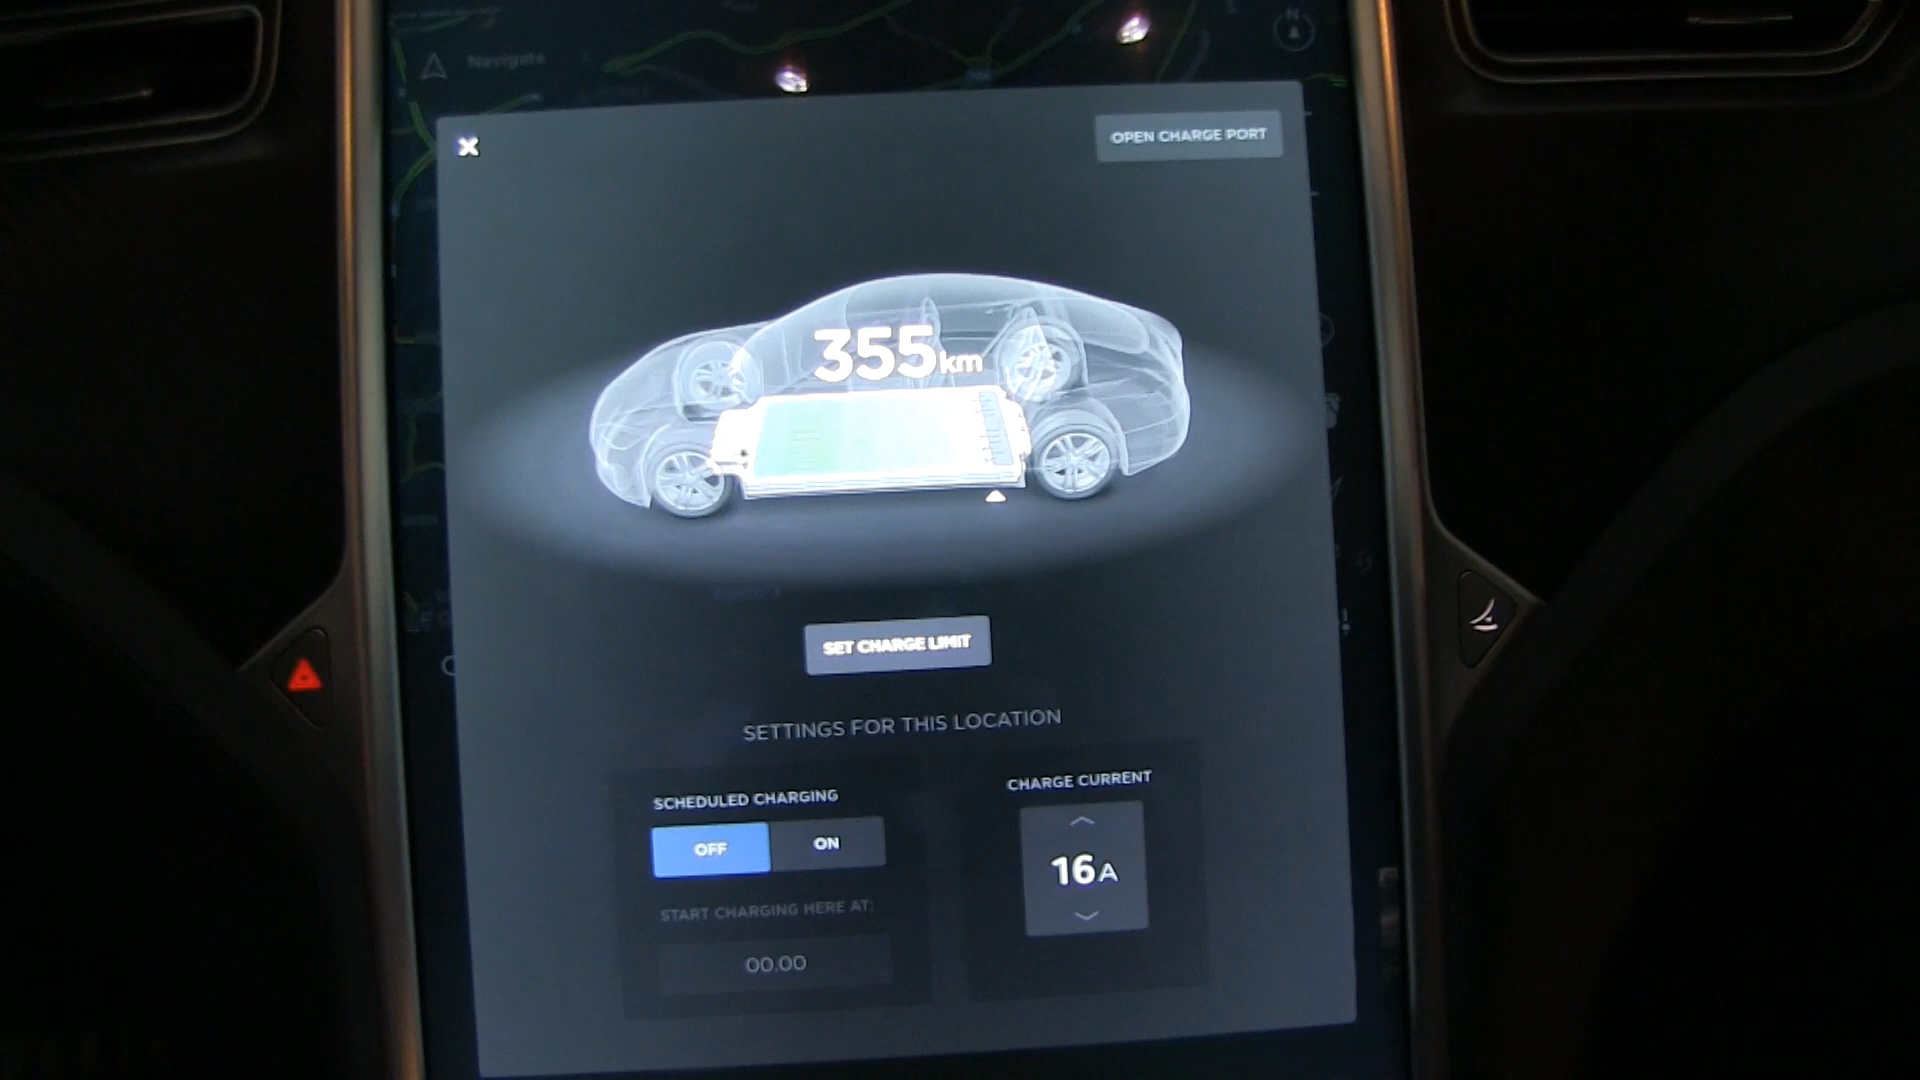 N
Navigate
OPEN CHARGE PORT
355km
SET CHARGE LIMIT
SETTINGS FOR THIS LOCATION
SCHEDULED CHARGING
OFF
ON
START CHARGING HERE AT:
00.00
CHARGE CURRENT
16A